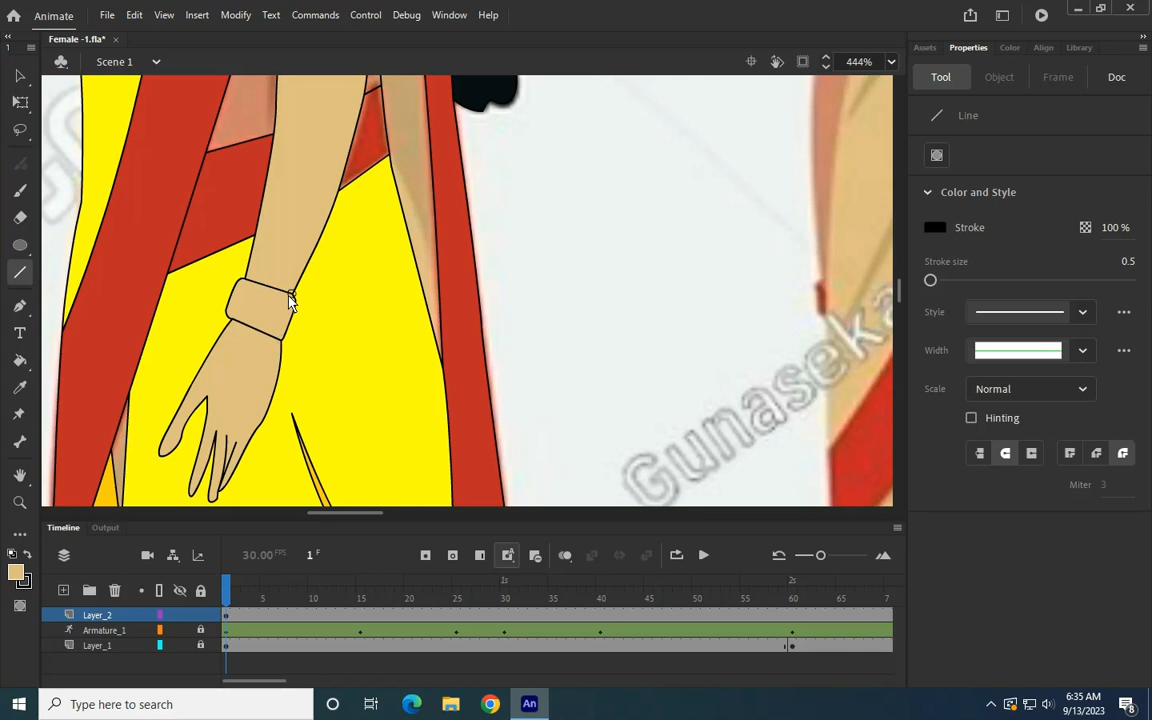 Animate File Edit View Insert Modify Text Commands Control Debug Window Help
Female -1.fla* ×
1
Scene 1
444%
Assets Properties Color Align Library
Tool Object Frame Doc
Line
Color and Style
Stroke 100 %
Stroke size
0.5
Style
Width
Scale Normal
Hinting
Miter 3
Gunaseka
Timeline Output
30.00 FPS 1 F
1s 2s
5 10 15 20 25 30 35 40 45 50 55 60 65 7
Layer_2
Armature_1
Layer_1
Type here to search
An
6:35 AM
9/13/2023
8